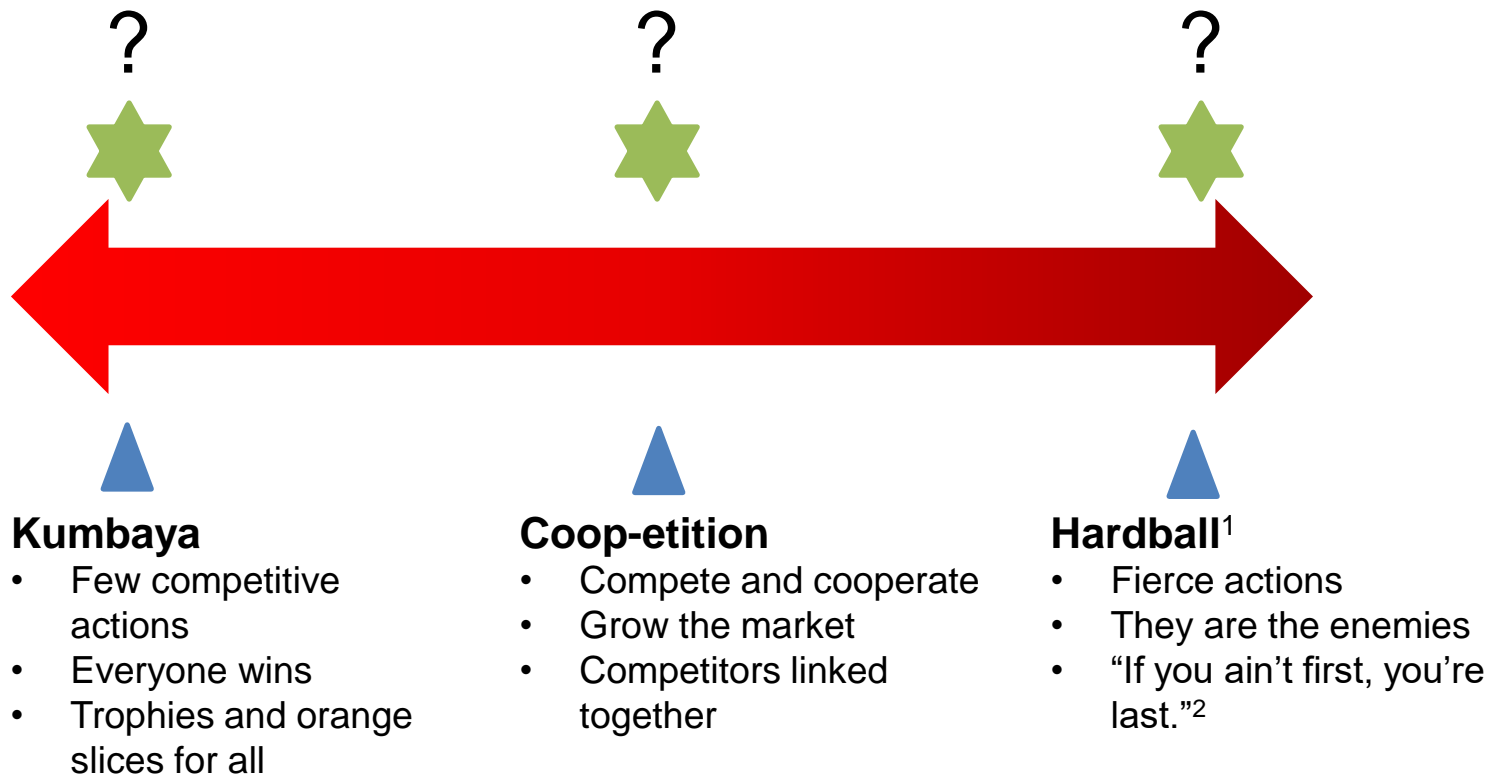 ? ? ?
Kumbaya
• Few competitive
actions
• Everyone wins
• Trophies and orange
slices for all
Coop-etition
• Compete and cooperate
• Grow the market
• Competitors linked
together
Hardball1
• Fierce actions
• They are the enemies
• “If you ain’t first, you’re
last.”2